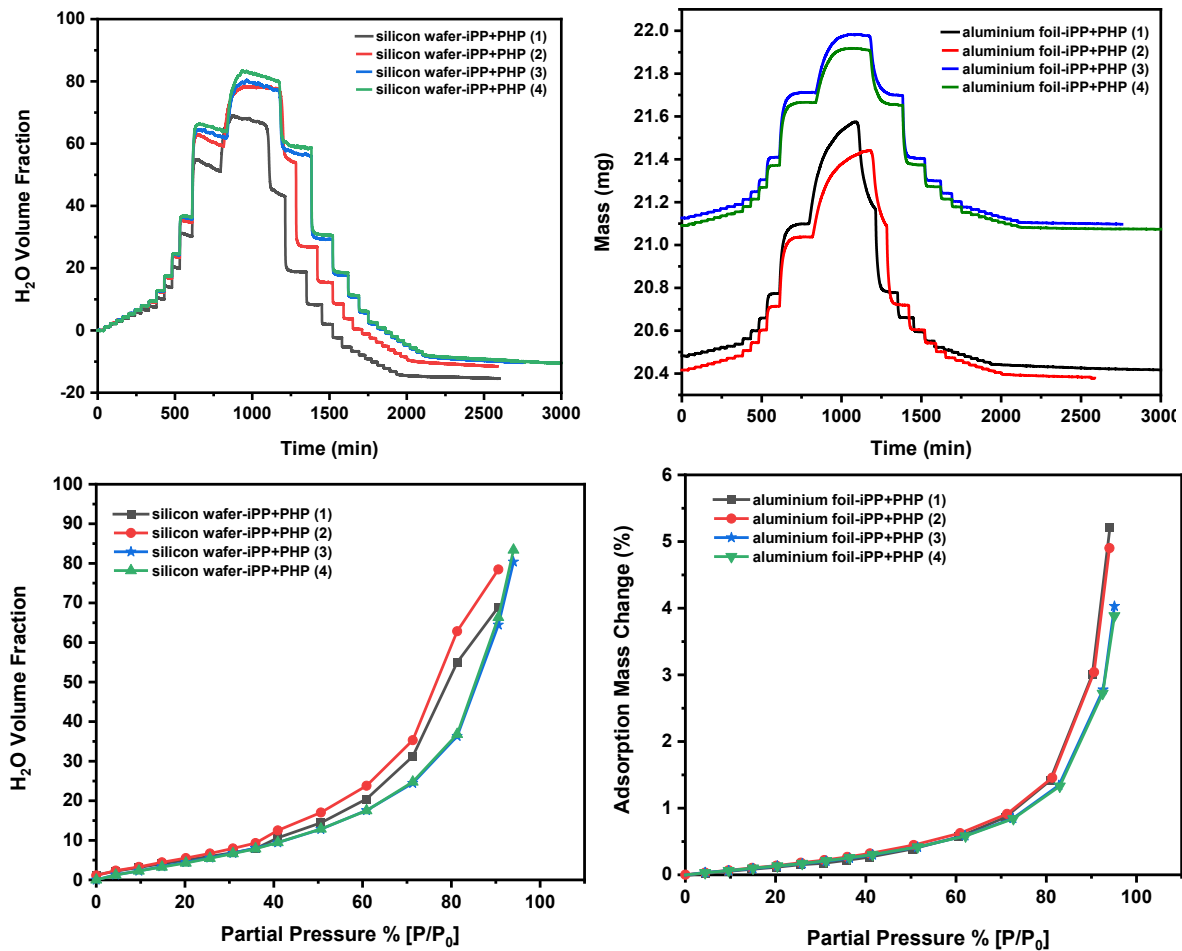 silicon wafer-iPP+PHP (1)
silicon wafer-iPP+PHP (2)
silicon wafer-iPP+PHP (3)
silicon wafer-iPP+PHP (4)
H₂O Volume Fraction
100
80
60
40
20
0
-20
0 500 1000 1500 2000 2500 3000
Time (min)
aluminium foil-iPP+PHP (1)
aluminium foil-iPP+PHP (2)
aluminium foil-iPP+PHP (3)
aluminium foil-iPP+PHP (4)
Mass (mg)
22.0
21.8
21.6
21.4
21.2
21.0
20.8
20.6
20.4
0 500 1000 1500 2000 2500 3000
Time (min)
silicon wafer-iPP+PHP (1)
silicon wafer-iPP+PHP (2)
silicon wafer-iPP+PHP (3)
silicon wafer-iPP+PHP (4)
H₂O Volume Fraction
100
90
80
70
60
50
40
30
20
10
0
0 20 40 60 80 100
Partial Pressure % [P/P₀]
aluminium foil-iPP+PHP (1)
aluminium foil-iPP+PHP (2)
aluminium foil-iPP+PHP (3)
aluminium foil-iPP+PHP (4)
Adsorption Mass Change (%)
6
5
4
3
2
1
0
0 20 40 60 80 100
Partial Pressure % [P/P₀]